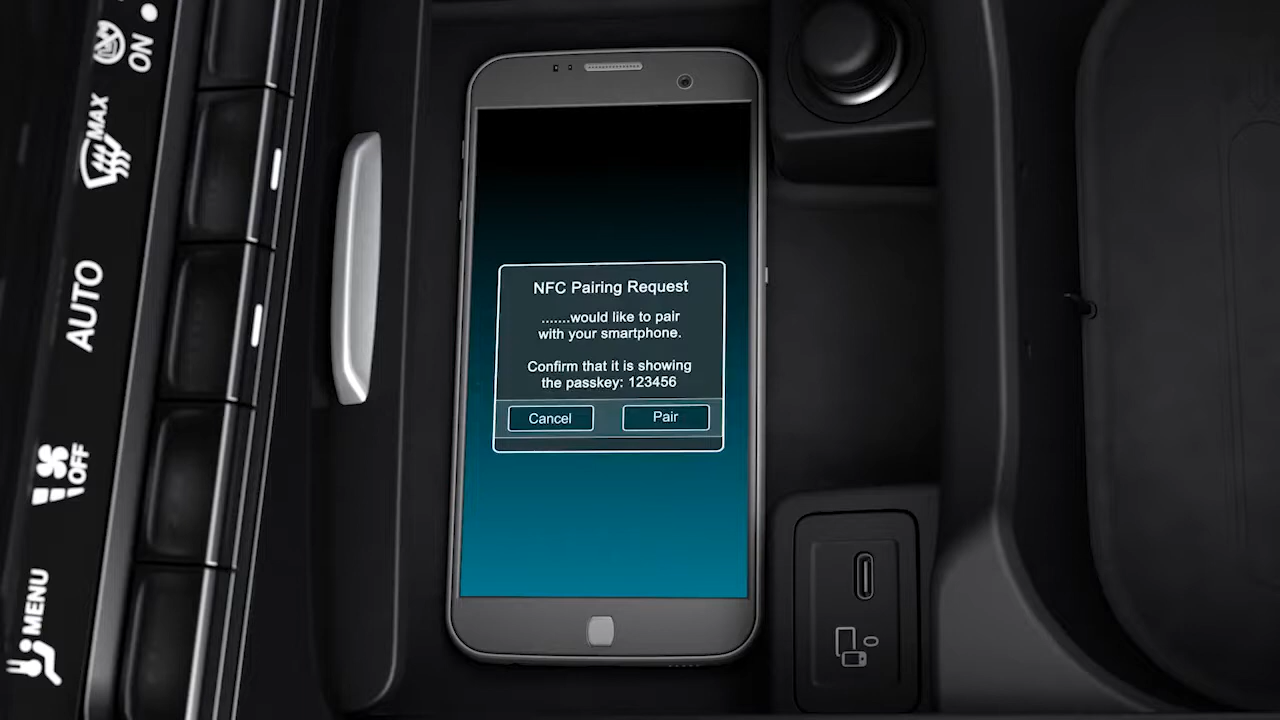 ON
MAX
AUTO
OFF
MENU
NFC Pairing Request
.......would like to pair
with your smartphone.
Confirm that it is showing
the passkey: 123456
Cancel
Pair